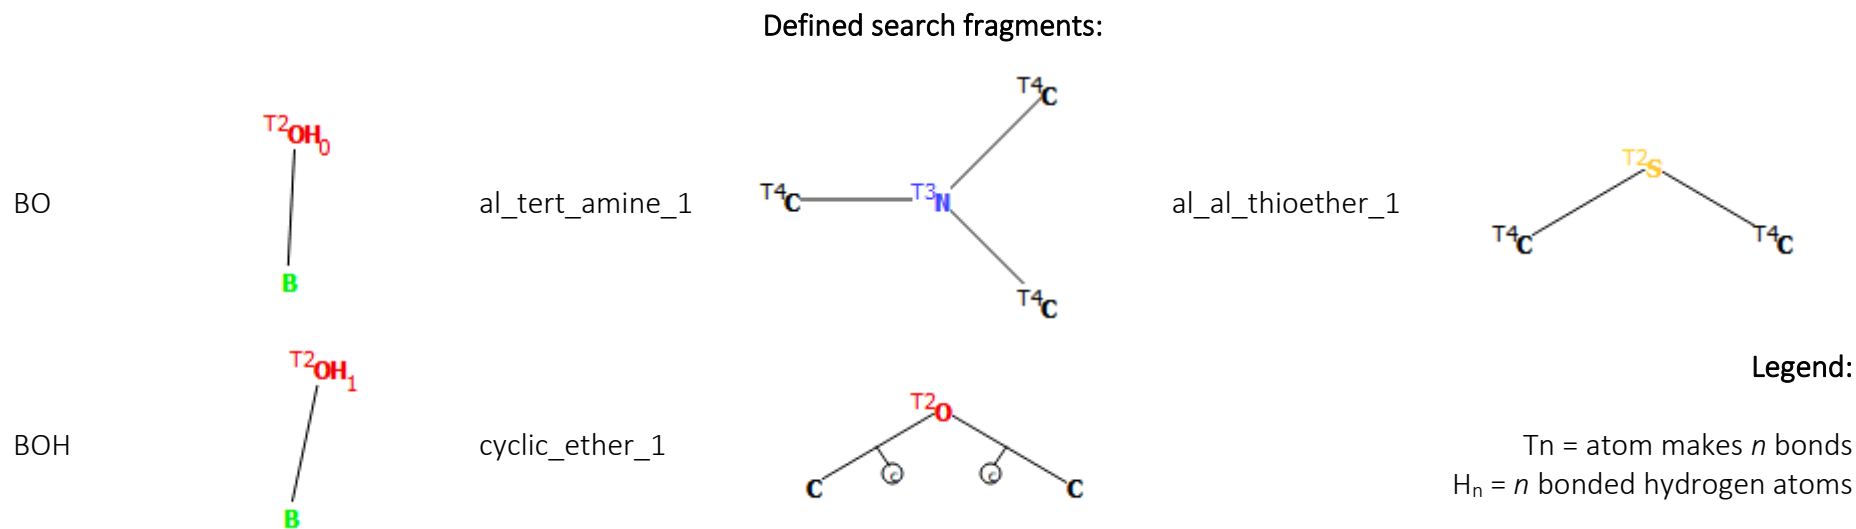 Defined search fragments:
BO
T2OH0
B
al_tert_amine_1
T4C
T4C
T3N
T4C
al_al_thioether_1
T2S
T4C
T4C
BOH
T2OH1
B
cyclic_ether_1
T2O
C
c
c
C
Legend:
Tn = atom makes n bonds
Hn = n bonded hydrogen atoms